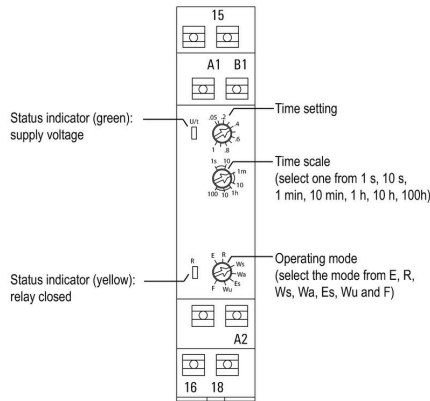 15
A1 B1
Status indicator (green):
supply voltage
U/t
.05 .2 .4 .6 .8 1
Time setting
1s 10 1m 10 1h 10 100
Time scale
(select one from 1 s, 10 s,
1 min, 10 min, 1 h, 10 h, 100h)
Status indicator (yellow):
relay closed
R
E R Ws Wa Es Wu F
Operating mode
(select the mode from E, R,
Ws, Wa, Es, Wu and F)
A2
16 18